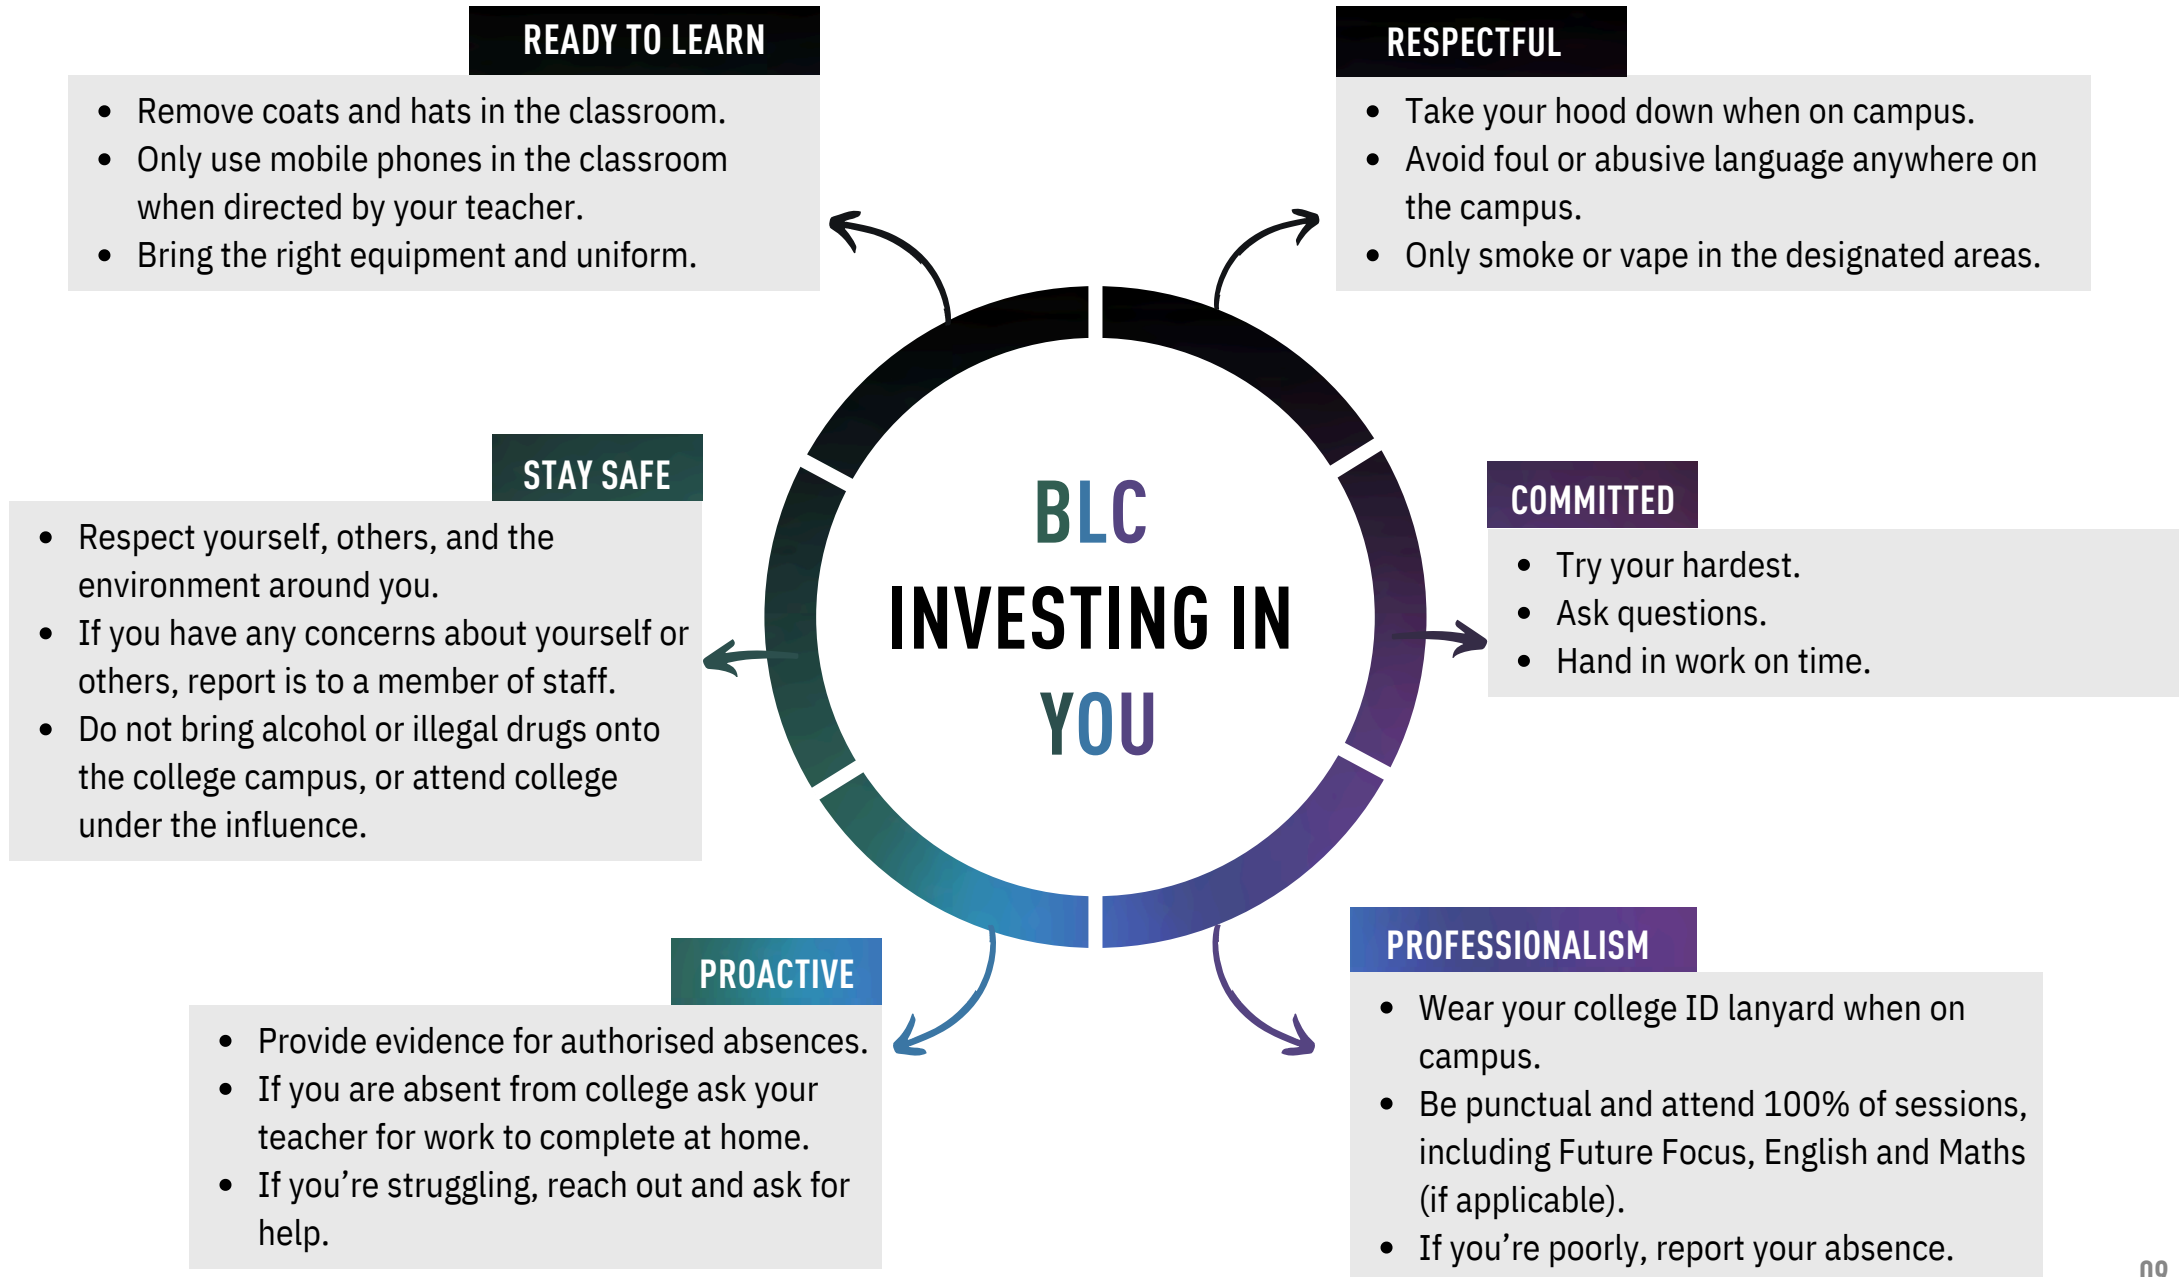 READY TO LEARN
• Remove coats and hats in the classroom.
• Only use mobile phones in the classroom
when directed by your teacher.
• Bring the right equipment and uniform.
RESPECTFUL
• Take your hood down when on campus.
• Avoid foul or abusive language anywhere on
the campus.
• Only smoke or vape in the designated areas.
STAY SAFE
• Respect yourself, others, and the
environment around you.
• If you have any concerns about yourself or
others, report is to a member of staff.
• Do not bring alcohol or illegal drugs onto
the college campus, or attend college
under the influence.
BLC
INVESTING IN
YOU
COMMITTED
• Try your hardest.
• Ask questions.
• Hand in work on time.
PROACTIVE
• Provide evidence for authorised absences.
• If you are absent from college ask your
teacher for work to complete at home.
• If you’re struggling, reach out and ask for
help.
PROFESSIONALISM
• Wear your college ID lanyard when on
campus.
• Be punctual and attend 100% of sessions,
including Future Focus, English and Maths
(if applicable).
• If you’re poorly, report your absence.